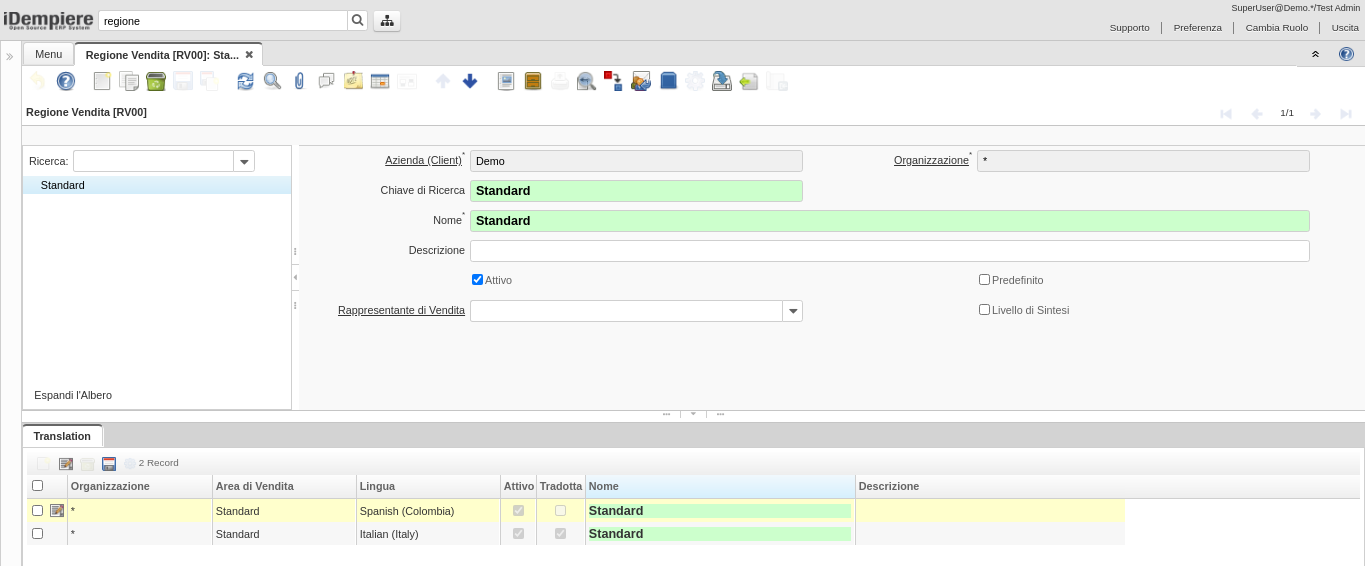 SuperUser@Demo.*/Test Admin
iDempiere
Open Source ERP System
regione
Supporto
Preferenza
Cambia Ruolo
Uscita
Menu
Regione Vendita [RV00]: Sta...
Regione Vendita [RV00]
1/1
Ricerca:
Standard
Espandi l'Albero
Azienda (Client)* Demo
Organizzazione* *
Chiave di Ricerca Standard
Nome* Standard
Descrizione
Attivo
Predefinito
Rappresentante di Vendita
Livello di Sintesi
Translation
2 Record
Organizzazione Area di Vendita Lingua Attivo Tradotta Nome Descrizione
* Standard Spanish (Colombia) Standard
* Standard Italian (Italy) Standard